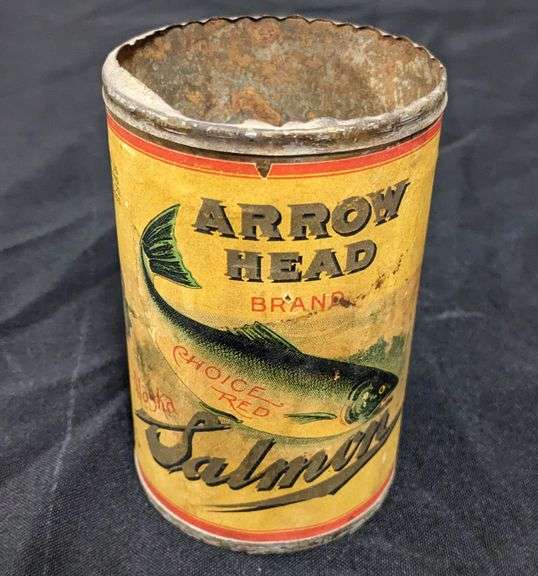 ARROW
HEAD
BRAND
CHOICE
RED
Alaska
Salmon